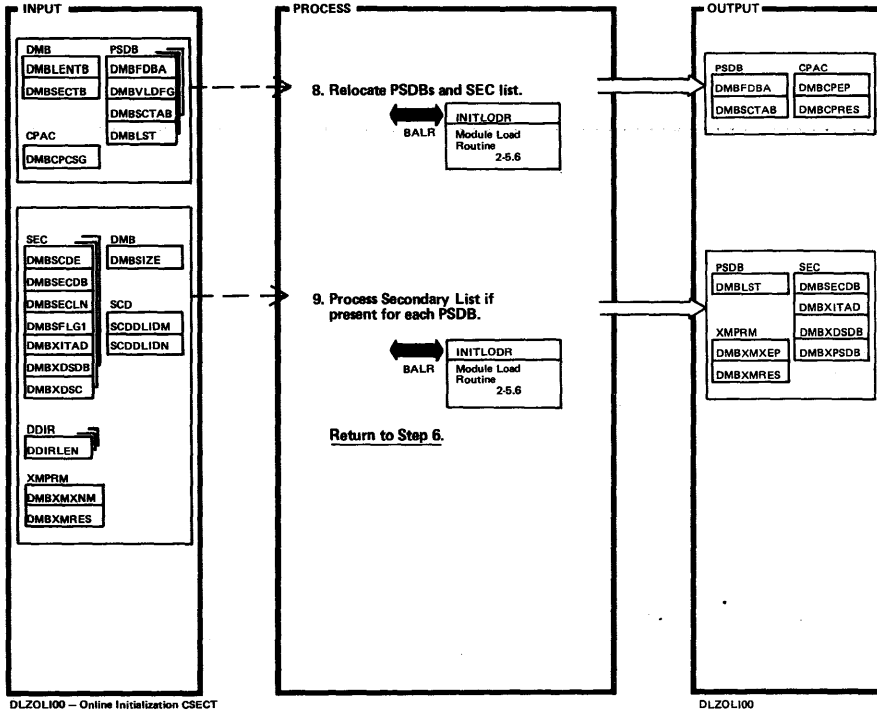 INPUT
DMB
DMBLENTB
DMBSECTB
PSDB
DMBFDBA
DMBVLDFG
DMBSCTAB
DMBLST
CPAC
DMBCPCSG
SEC
DMBSCDE
DMBSECDB
DMBSECLN
DMBSFLG1
DMBXITAD
DMBXDSDB
DMBXDSC
DMB
DMBSIZE
SCD
SCDDLIDM
SCDDLIDN
DDIR
DDIRLEN
XMPRM
DMBXMXNM
DMBXMRES
PROCESS
8. Relocate PSDBs and SEC list.
BALR
INITLODR
Module Load
Routine
2-5.6
9. Process Secondary List if
present for each PSDB.
BALR
INITLODR
Module Load
Routine
2-5.6
Return to Step 6.
OUTPUT
PSDB
DMBFDBA
DMBSCTAB
CPAC
DMBCPEP
DMBCPRES
PSDB
DMBLST
XMPRM
DMBXMXEP
DMBXMRES
SEC
DMBSECDB
DMBXITAD
DMBXDSDB
DMBXPSDB
DLZOLI00 — Online Initialization CSECT
DLZOLI00